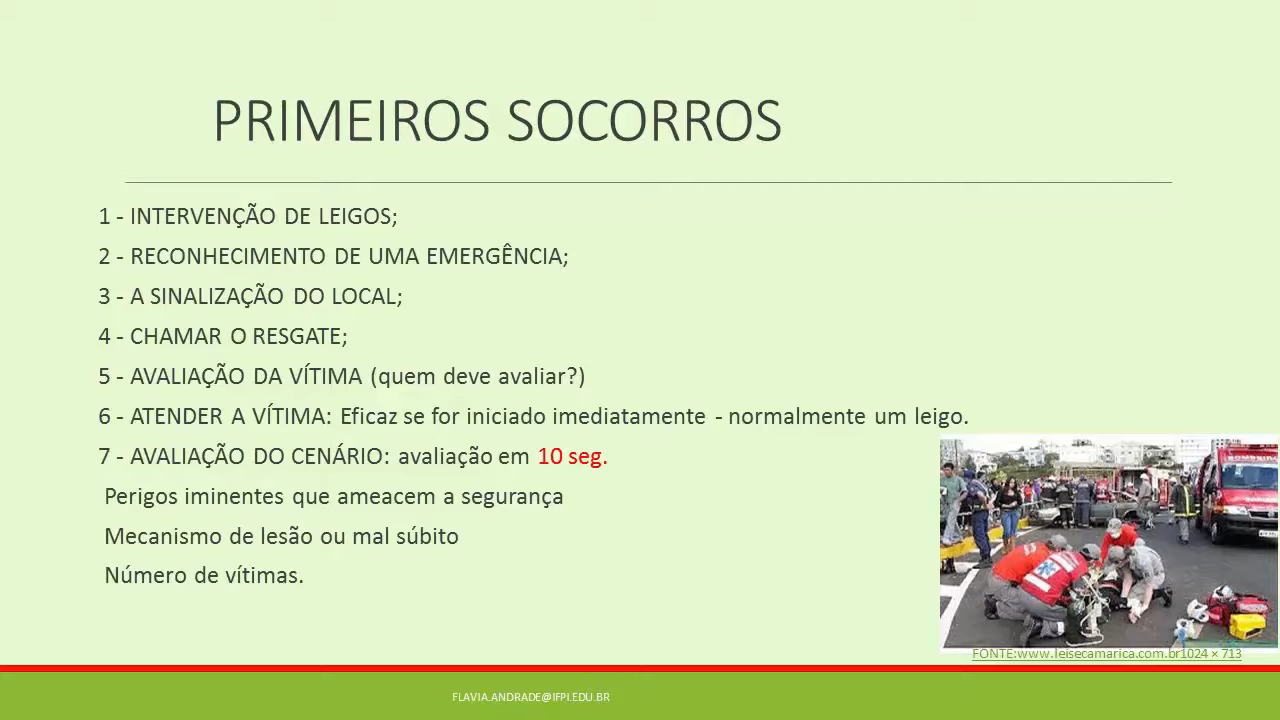 PRIMEIROS SOCORROS
1 - INTERVENÇÃO DE LEIGOS;
2 - RECONHECIMENTO DE UMA EMERGÊNCIA;
3 - A SINALIZAÇÃO DO LOCAL;
4 - CHAMAR O RESGATE;
5 - AVALIAÇÃO DA VÍTIMA (quem deve avaliar?)
6 - ATENDER A VÍTIMA: Eficaz se for iniciado imediatamente - normalmente um leigo.
7 - AVALIAÇÃO DO CENÁRIO: avaliação em 10 seg.
Perigos iminentes que ameacem a segurança
Mecanismo de lesão ou mal súbito
Número de vítimas.
FONTE:www.leisecamarica.com.br1024 × 713
FLAVIA.ANDRADE@IFPI.EDU.BR